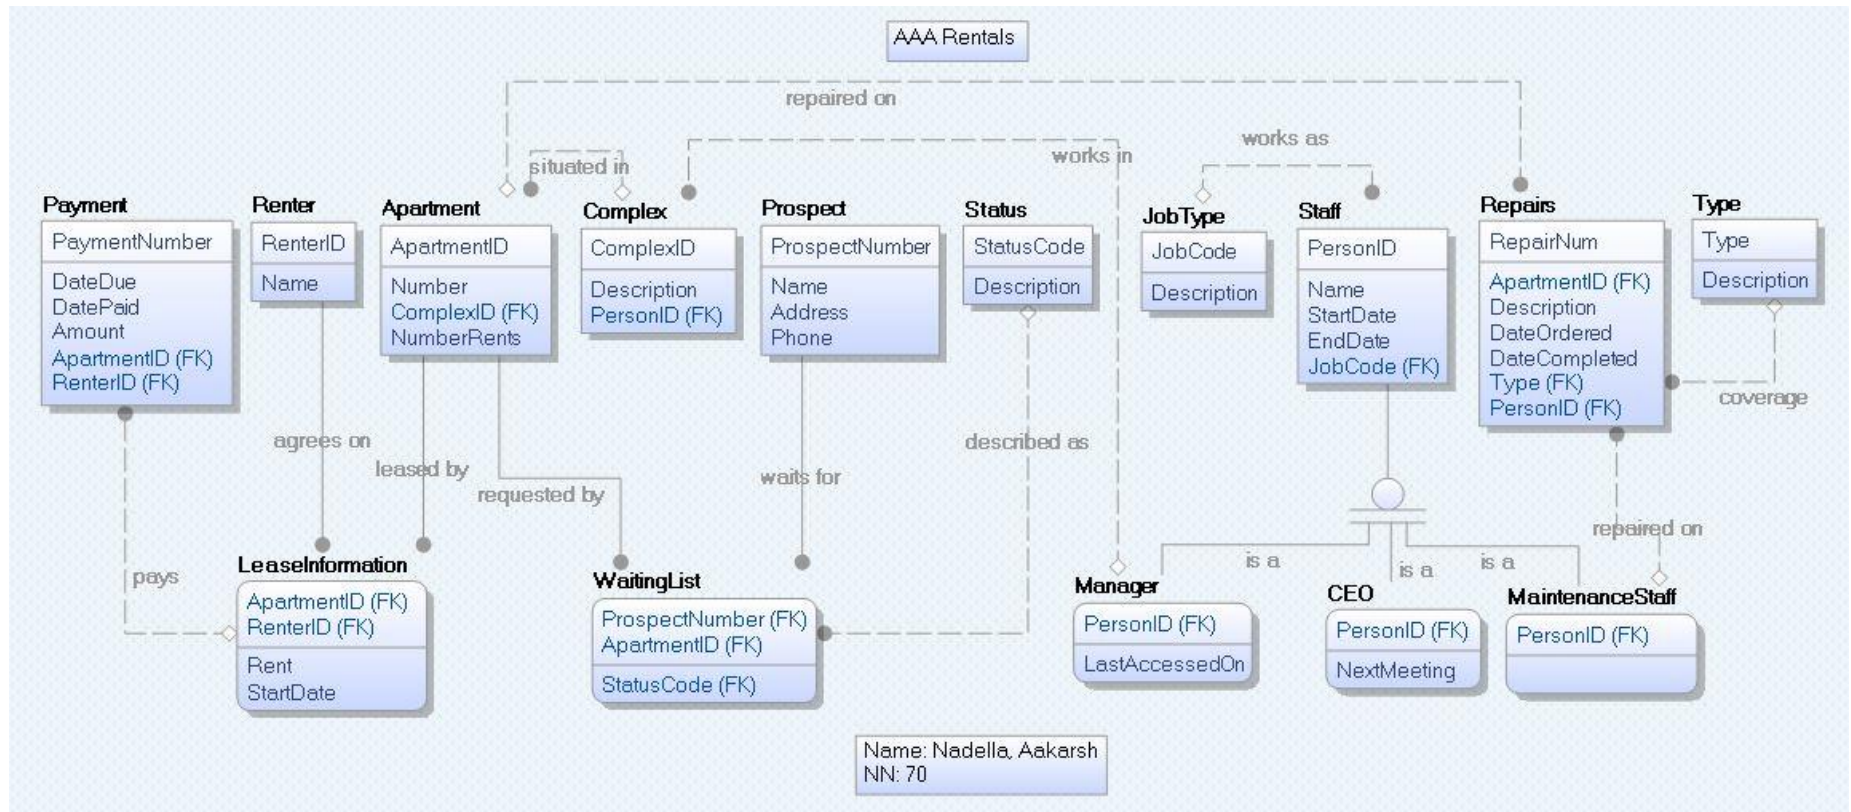 AAA Rentals
repaired on
situated in
works in
works as
Payment
PaymentNumber
DateDue
DatePaid
Amount
ApartmentID (FK)
RenterID (FK)
Renter
RenterID
Name
Apartment
ApartmentID
Number
ComplexID (FK)
NumberRents
Complex
ComplexID
Description
PersonID (FK)
Prospect
ProspectNumber
Name
Address
Phone
Status
StatusCode
Description
JobType
JobCode
Description
Staff
PersonID
Name
StartDate
EndDate
JobCode (FK)
Repairs
RepairNum
ApartmentID (FK)
Description
DateOrdered
DateCompleted
Type (FK)
PersonID (FK)
Type
Type
Description
coverage
agrees on
leased by
requested by
waits for
described as
repaired on
pays
is a
is a
is a
LeaseInformation
ApartmentID (FK)
RenterID (FK)
Rent
StartDate
WaitingList
ProspectNumber (FK)
ApartmentID (FK)
StatusCode (FK)
Manager
PersonID (FK)
LastAccessedOn
CEO
PersonID (FK)
NextMeeting
MaintenanceStaff
PersonID (FK)
Name: Nadella, Aakarsh
NN: 70